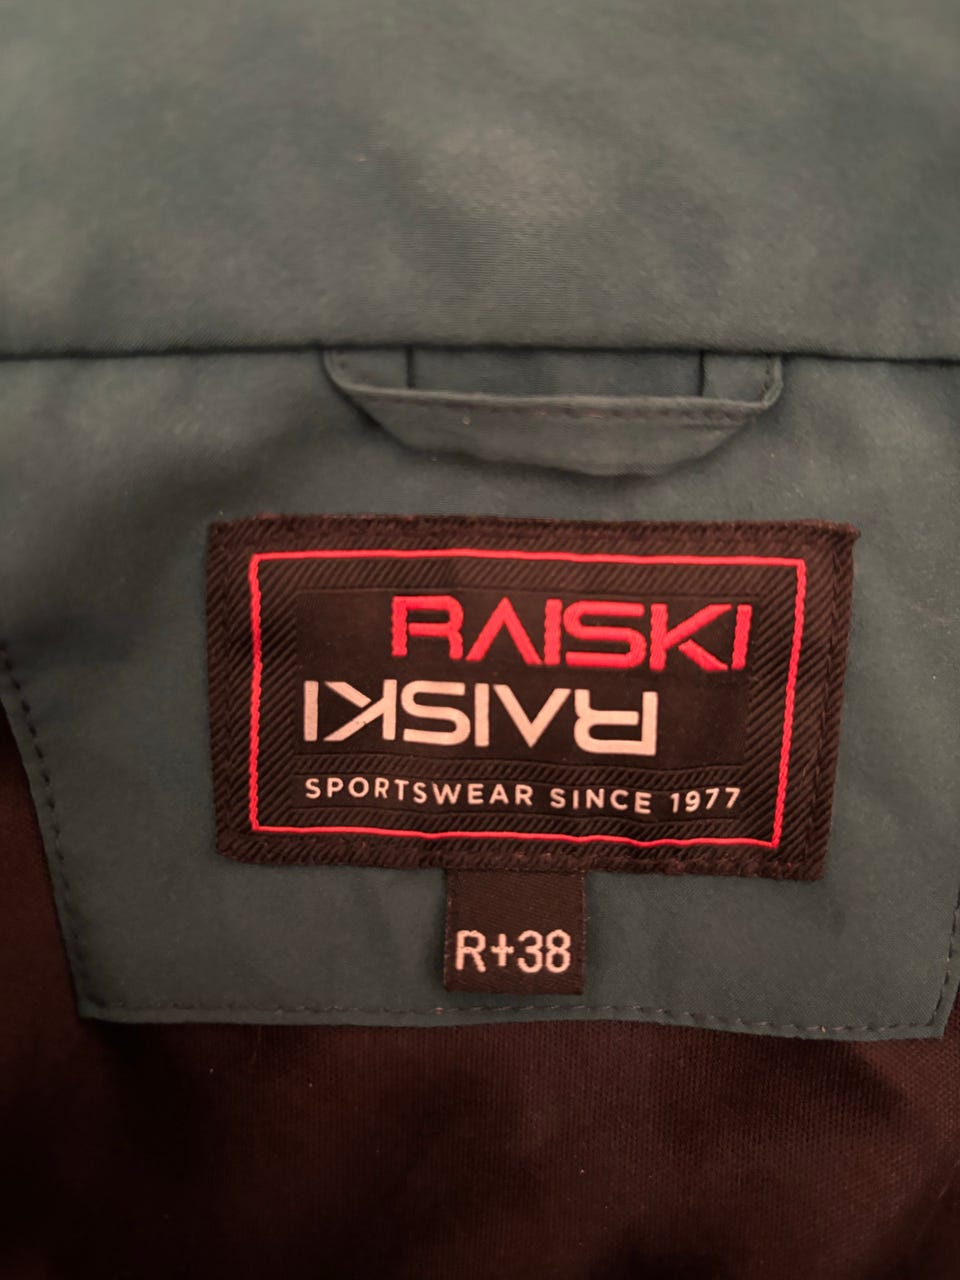 RAISKI
RAISKI
SPORTSWEAR SINCE 1977
R+38